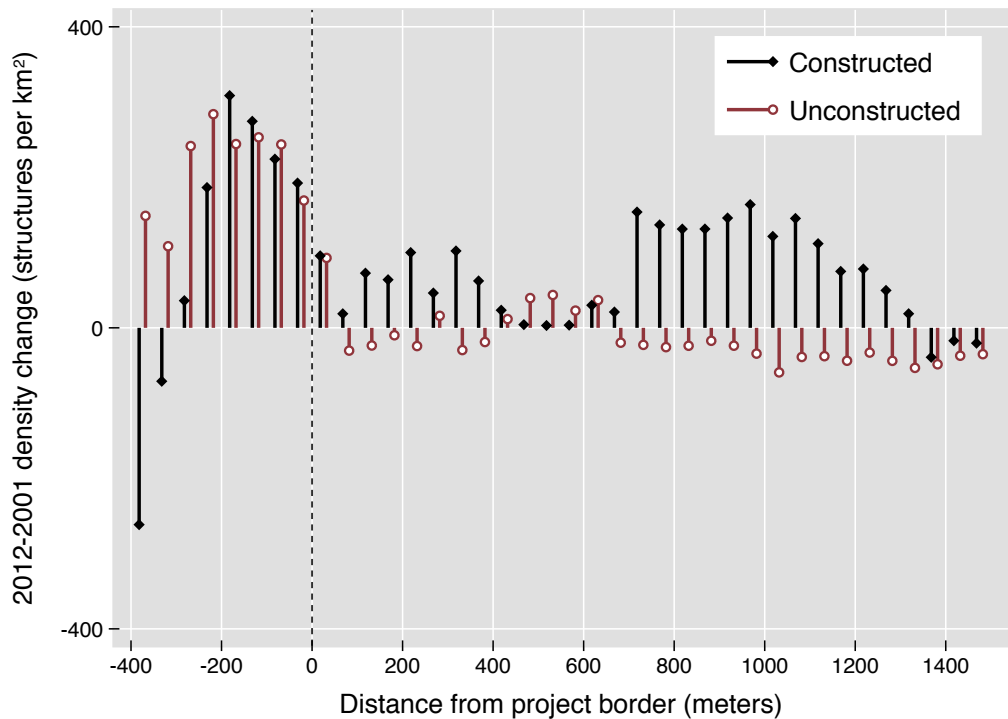 400
0
-400
2012-2001 density change (structures per km²)
Constructed
Unconstructed
-400 -200 0 200 400 600 800 1000 1200 1400
Distance from project border (meters)